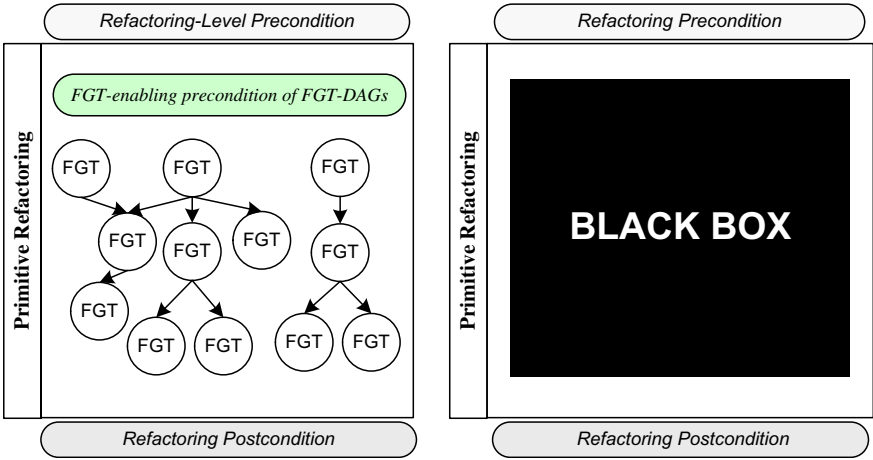 Refactoring-Level Precondition
Primitive Refactoring
FGT-enabling precondition of FGT-DAGs
FGT FGT FGT
FGT FGT FGT FGT
FGT
FGT FGT FGT FGT
Refactoring Postcondition
Refactoring Precondition
Primitive Refactoring
BLACK BOX
Refactoring Postcondition